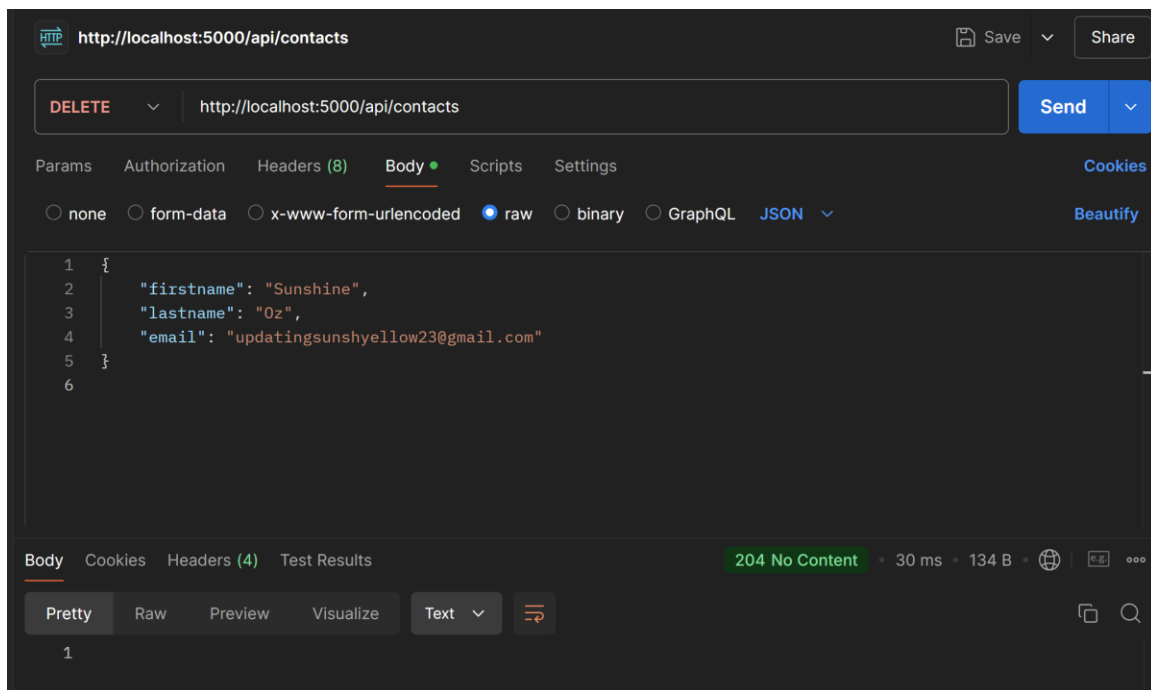 HTTP http://localhost:5000/api/contacts Save Share
DELETE http://localhost:5000/api/contacts Send
Params Authorization Headers (8) Body Scripts Settings Cookies
none form-data x-www-form-urlencoded raw binary GraphQL JSON Beautify
1 {
2 "firstname": "Sunshine",
3 "lastname": "Oz",
4 "email": "updatingsunshyellow23@gmail.com"
5 }
6
Body Cookies Headers (4) Test Results 204 No Content 30 ms 134 B e.g.
Pretty Raw Preview Visualize Text
1